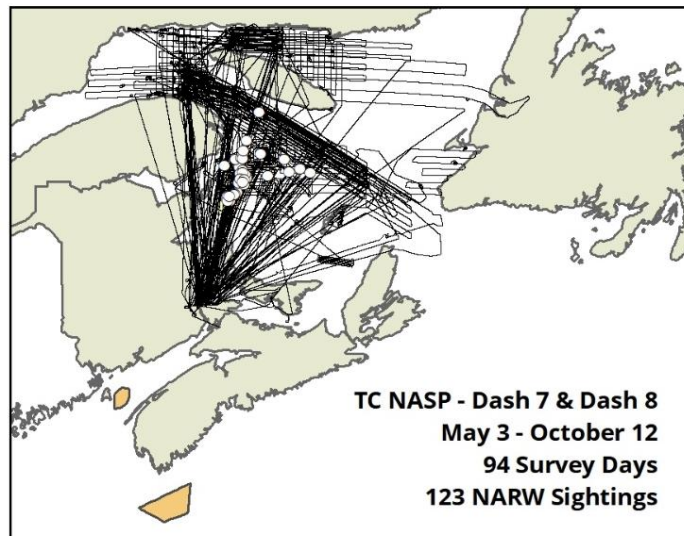 TC NASP - Dash 7 & Dash 8
May 3 - October 12
94 Survey Days
123 NARW Sightings